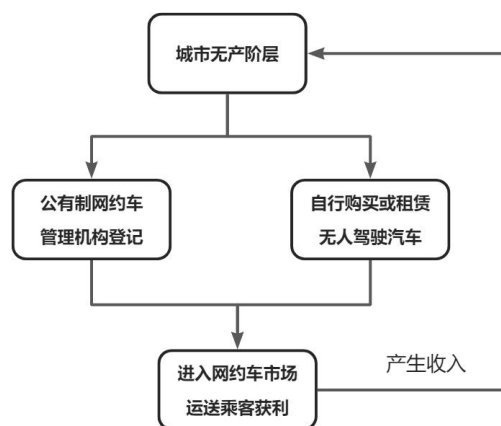 城市无产阶层
公有制网约车
管理机构登记
自行购买或租赁
无人驾驶汽车
进入网约车市场
运送乘客获利
产生收入